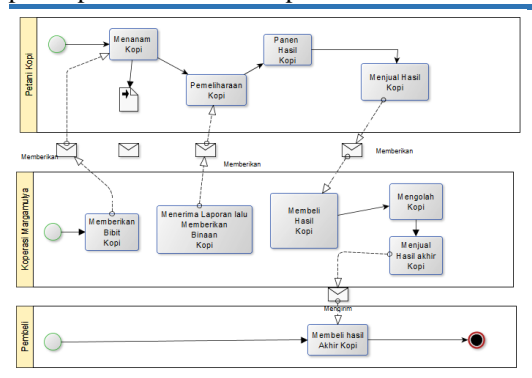 Petani Kopi
Menanam
Kopi
Pemeliharaan
Kopi
Panen
Hasil
Kopi
Menjual Hasil
Kopi
Memberikan
Memberikan
Memberikan
Koperasi Margamulya
Memberikan
Bibit
Kopi
Menerima Laporan lalu
Memberikan
Binaan
Kopi
Membeli
Hasil
Kopi
Mengolah
Kopi
Menjual
Hasil akhir
Kopi
Mengirim
Pembeli
Membeli hasil
Akhir Kopi